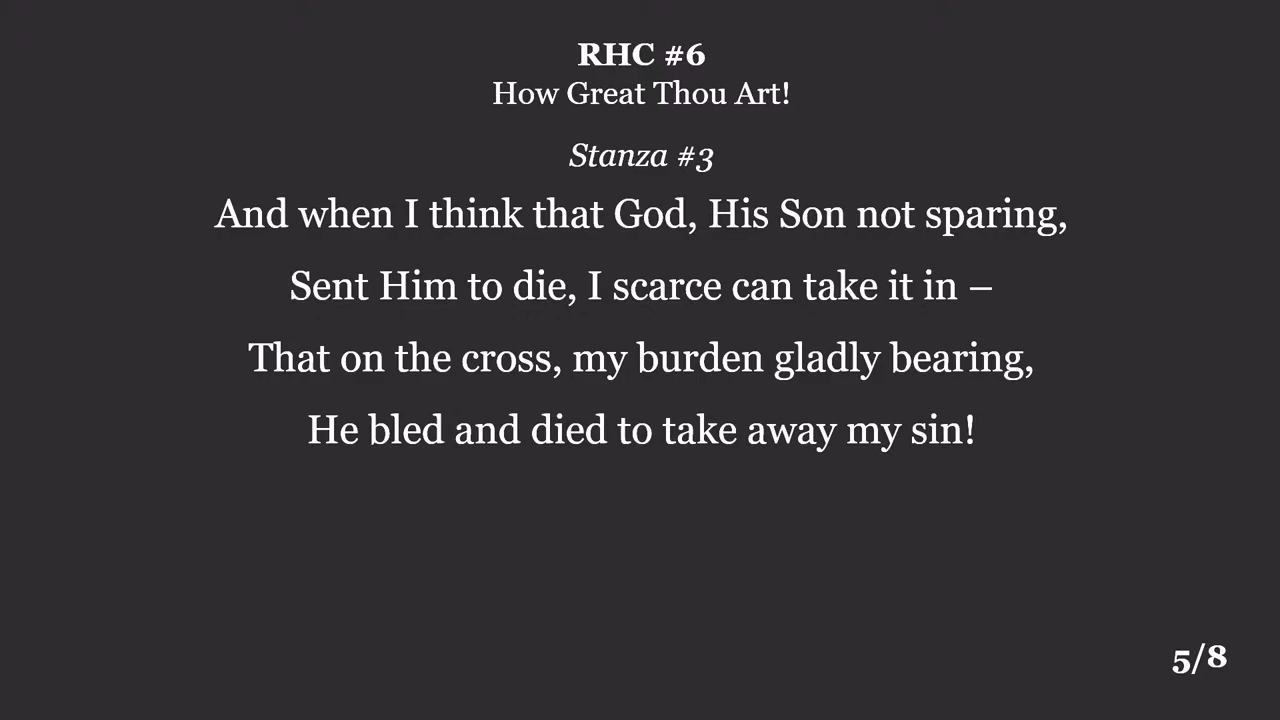 RHC #6
How Great Thou Art!
Stanza #3
And when I think that God, His Son not sparing,
Sent Him to die, I scarce can take it in –
That on the cross, my burden gladly bearing,
He bled and died to take away my sin!
5/8